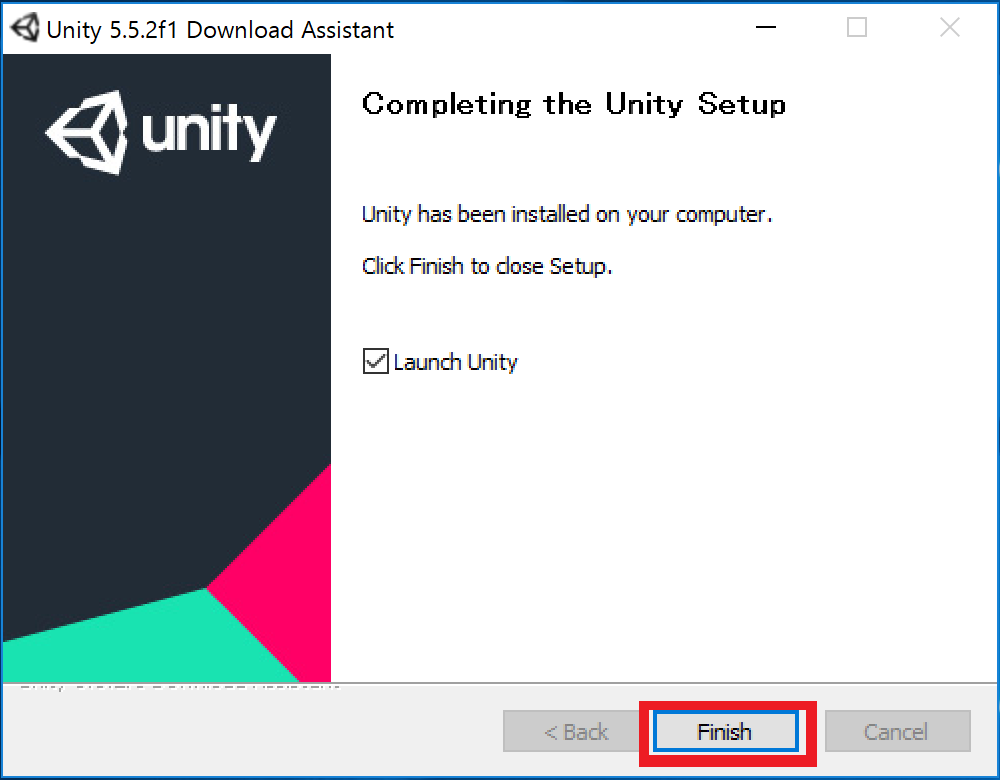 Unity 5.5.2f1 Download Assistant
unity
Completing the Unity Setup
Unity has been installed on your computer.
Click Finish to close Setup.
Launch Unity
< Back
Finish
Cancel